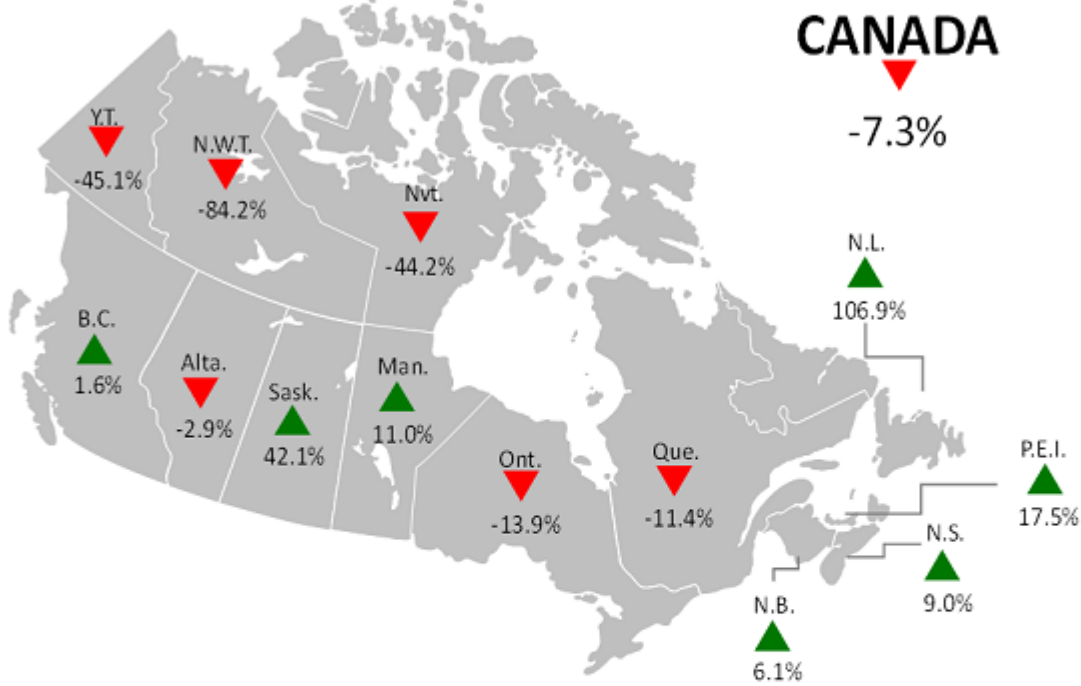 CANADA
-7.3%
Y.T.
-45.1%
N.W.T.
-84.2%
Nvt.
-44.2%
N.L.
106.9%
B.C.
1.6%
Alta.
-2.9%
Sask.
42.1%
Man.
11.0%
Ont.
-13.9%
Que.
-11.4%
P.E.I.
17.5%
N.S.
9.0%
N.B.
6.1%